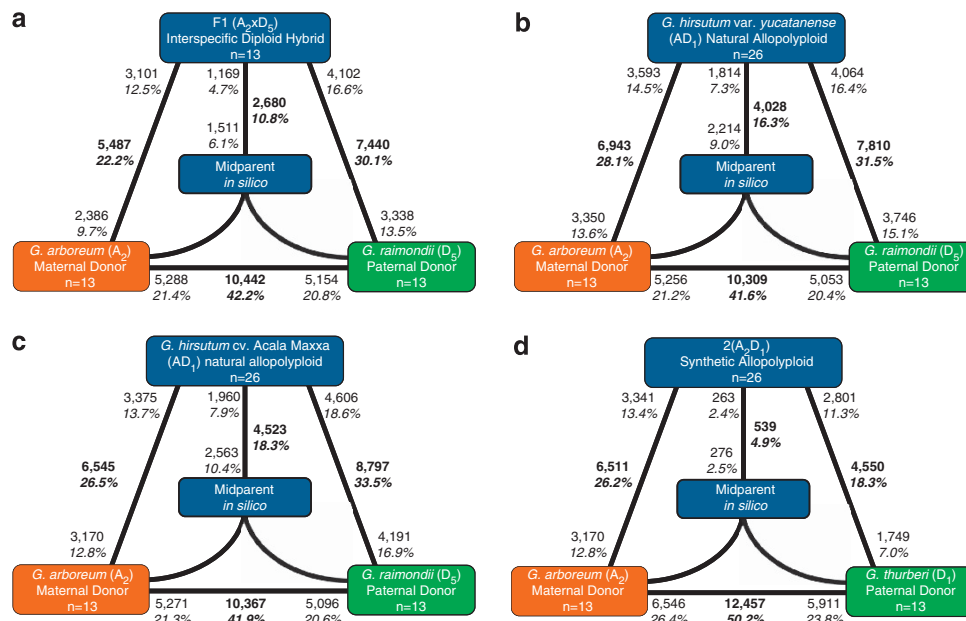 a
F1 (A2xD5)
Interspecific Diploid Hybrid
n=13
3,101
12.5%
1,169
4.7%
4,102
16.6%
2,680
10.8%
1,511
6.1%
5,487
22.2%
7,440
30.1%
Midparent
in silico
2,386
9.7%
3,338
13.5%
G. arboreum (A2)
Maternal Donor
n=13
G. raimondii (D5)
Paternal Donor
n=13
5,288
21.4%
10,442
42.2%
5,154
20.8%
b
G. hirsutum var. yucatanense
(AD1) Natural Allopolyploid
n=26
3,593
14.5%
1,814
7.3%
4,064
16.4%
4,028
16.3%
2,214
9.0%
6,943
28.1%
7,810
31.5%
Midparent
in silico
3,350
13.6%
3,746
15.1%
G. arboreum (A2)
Maternal Donor
n=13
G. raimondii (D5)
Paternal Donor
n=13
5,256
21.2%
10,309
41.6%
5,053
20.4%
c
G. hirsutum cv. Acala Maxxa
(AD1) natural allopolyploid
n=26
3,375
13.7%
1,960
7.9%
4,606
18.6%
4,523
18.3%
2,563
10.4%
6,545
26.5%
8,797
33.5%
Midparent
in silico
3,170
12.8%
4,191
16.9%
G. arboreum (A2)
Maternal Donor
n=13
G. raimondii (D5)
Paternal Donor
n=13
5,271
21.3%
10,367
41.9%
5,096
20.6%
d
2(A2D1)
Synthetic Allopolyploid
n=26
3,341
13.4%
263
2.4%
2,801
11.3%
539
4.9%
276
2.5%
6,511
26.2%
4,550
18.3%
Midparent
in silico
3,170
12.8%
1,749
7.0%
G. arboreum (A2)
Maternal Donor
n=13
G. thurberi (D1)
Paternal Donor
n=13
6,546
26.4%
12,457
50.2%
5,911
23.8%